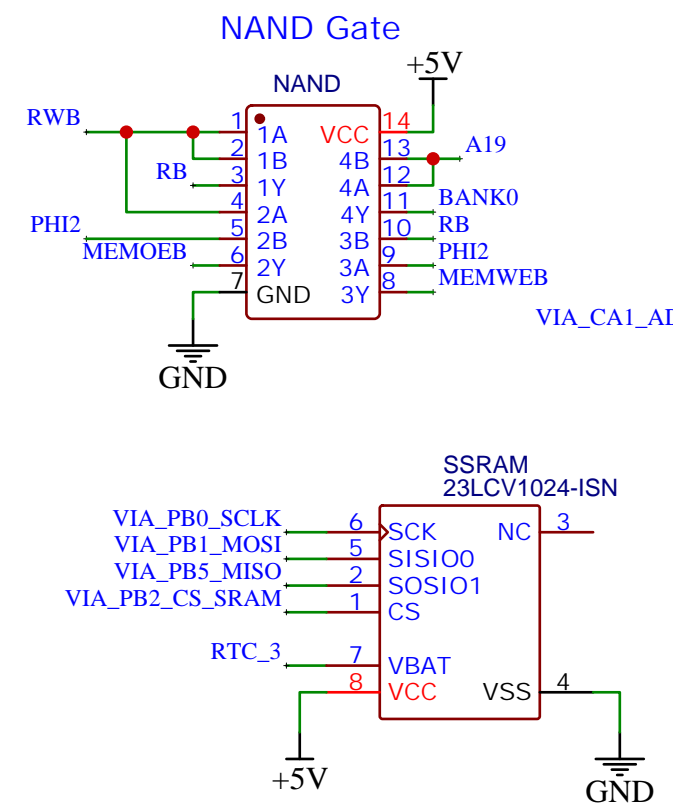 NAND Gate
+5V
NAND
RWB 1 1A VCC 14
2 1B 4B 13 A19
RB 3 1Y 4A 12
4 2A 4Y 11 BANK0
PHI2 5 2B 3B 10 RB
MEMOEB 6 2Y 3A 9 PHI2
7 GND 3Y 8 MEMWEB
VIA_CA1_AD
GND
SSRAM
23LCV1024-ISN
VIA_PB0_SCLK 6 SCK NC 3
VIA_PB1_MOSI 5 SISIO0
VIA_PB5_MISO 2 SOSIO1
VIA_PB2_CS_SRAM 1 CS
RTC_3 7 VBAT
8 VCC VSS 4
+5V
GND